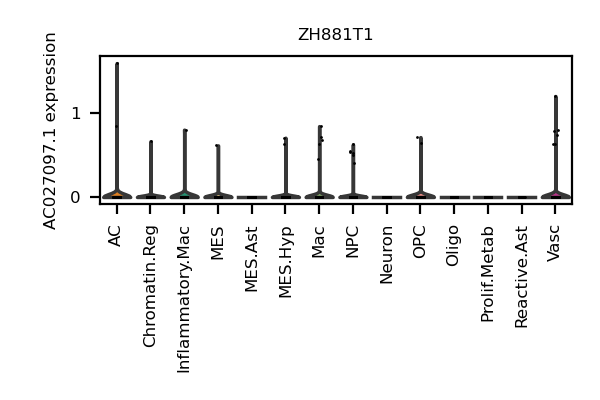 ZH881T1
AC027097.1 expression
1
0
AC
Chromatin.Reg
Inflammatory.Mac
MES
MES.Ast
MES.Hyp
Mac
NPC
Neuron
OPC
Oligo
Prolif.Metab
Reactive.Ast
Vasc